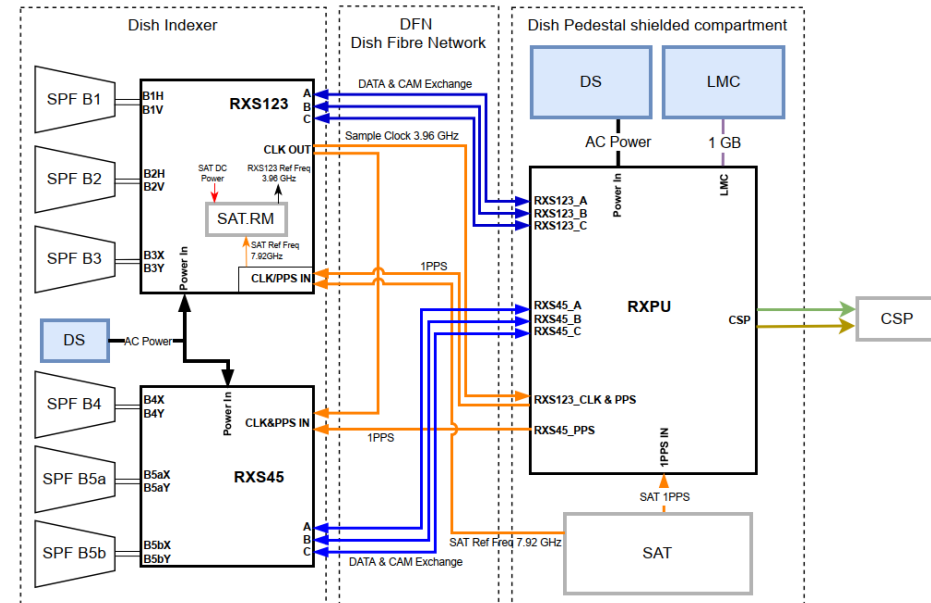 Dish Indexer
DFN
Dish Fibre Network
Dish Pedestal shielded compartment
SPF B1
B1H
B1V
RXS123
A
B
C
CLK OUT
SPF B2
B2H
B2V
SAT DC
Power
RXS123 Ref Freq
3.96 GHz
SAT.RM
SAT Ref Freq
7.92GHz
SPF B3
B3X
B3Y
Power In
CLK/PPS IN
DS
AC Power
SPF B4
B4X
B4Y
Power In
CLK&PPS IN
RXS45
SPF B5a
B5aX
B5aY
SPF B5b
B5bX
B5bY
A
B
C
DATA & CAM Exchange
Sample Clock 3.96 GHz
1PPS
1PPS
SAT Ref Freq 7.92 GHz
DATA & CAM Exchange
DS
LMC
AC Power
1 GB
Power In
LMC
RXS123_A
RXS123_B
RXS123_C
RXPU
RXS45_A
RXS45_B
RXS45_C
CSP
CSP
RXS123_CLK & PPS
RXS45_PPS
1PPS IN
SAT 1PPS
SAT